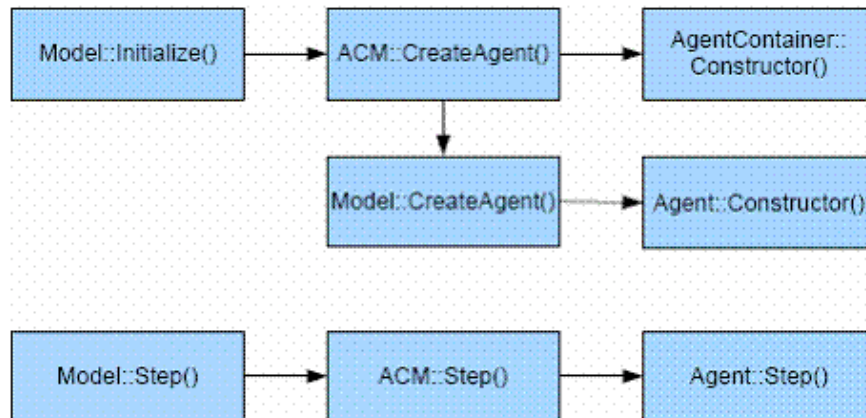 Model::Initialize()
ACM::CreateAgent()
AgentContainer::
Constructor()
Model::CreateAgent()
Agent::Constructor()
Model::Step()
ACM::Step()
Agent::Step()